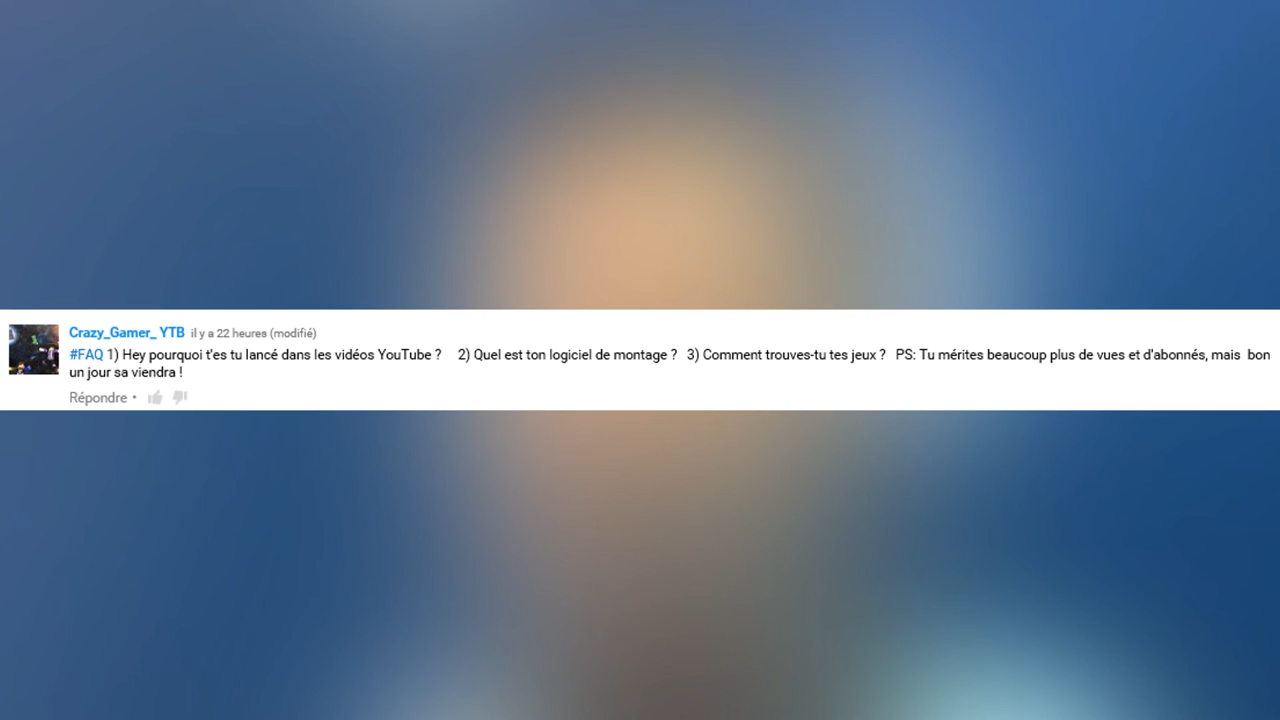 Crazy_Gamer_ YTB il y a 22 heures (modifié)
#FAQ 1) Hey pourquoi t'es tu lancé dans les vidéos YouTube ? 2) Quel est ton logiciel de montage ? 3) Comment trouves-tu tes jeux ? PS: Tu mérites beaucoup plus de vues et d'abonnés, mais bon
un jour sa viendra !
Répondre •